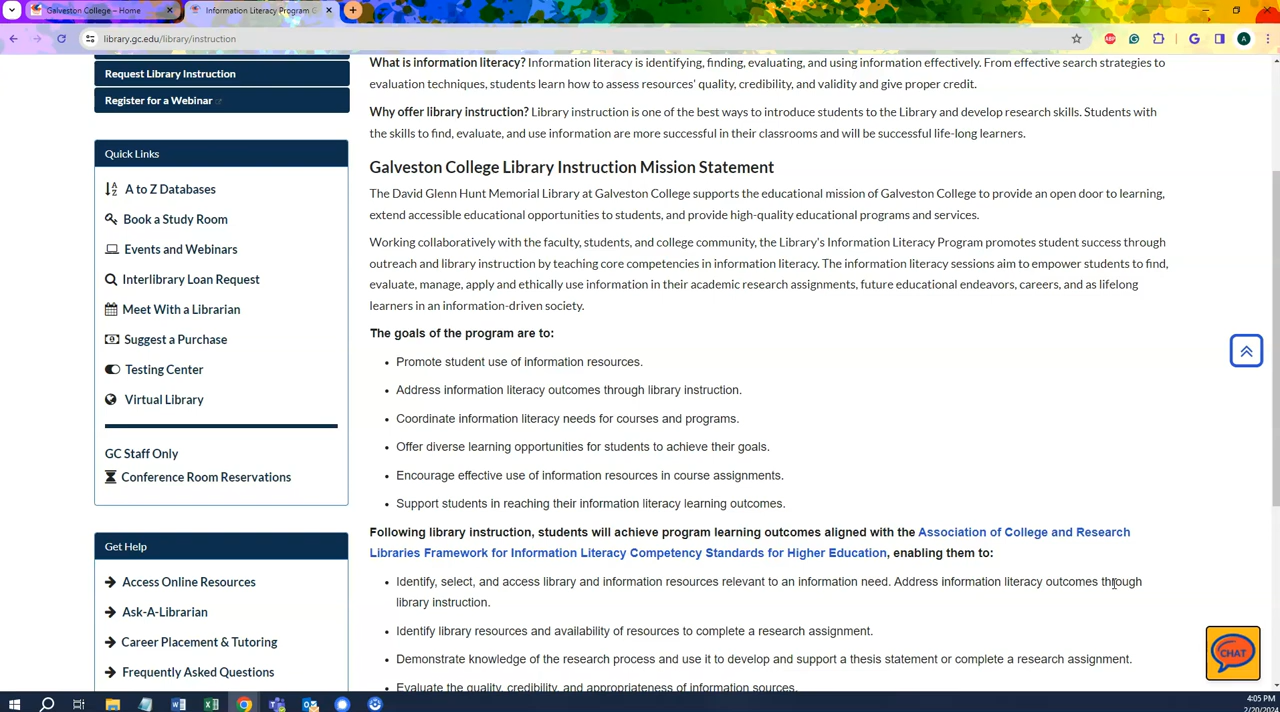 Galveston College – Home
Information Literacy Program
library.gc.edu/library/instruction
Request Library Instruction
Register for a Webinar
Quick Links
A to Z Databases
Book a Study Room
Events and Webinars
Interlibrary Loan Request
Meet With a Librarian
Suggest a Purchase
Testing Center
Virtual Library
GC Staff Only
Conference Room Reservations
Get Help
Access Online Resources
Ask-A-Librarian
Career Placement & Tutoring
Frequently Asked Questions
What is information literacy? Information literacy is identifying, finding, evaluating, and using information effectively. From effective search strategies to
evaluation techniques, students learn how to assess resources' quality, credibility, and validity and give proper credit.
Why offer library instruction? Library instruction is one of the best ways to introduce students to the Library and develop research skills. Students with
the skills to find, evaluate, and use information are more successful in their classrooms and will be successful life-long learners.
Galveston College Library Instruction Mission Statement
The David Glenn Hunt Memorial Library at Galveston College supports the educational mission of Galveston College to provide an open door to learning,
extend accessible educational opportunities to students, and provide high-quality educational programs and services.
Working collaboratively with the faculty, students, and college community, the Library's Information Literacy Program promotes student success through
outreach and library instruction by teaching core competencies in information literacy. The information literacy sessions aim to empower students to find,
evaluate, manage, apply and ethically use information in their academic research assignments, future educational endeavors, careers, and as lifelong
learners in an information-driven society.
The goals of the program are to:
• Promote student use of information resources.
• Address information literacy outcomes through library instruction.
• Coordinate information literacy needs for courses and programs.
• Offer diverse learning opportunities for students to achieve their goals.
• Encourage effective use of information resources in course assignments.
• Support students in reaching their information literacy learning outcomes.
Following library instruction, students will achieve program learning outcomes aligned with the Association of College and Research
Libraries Framework for Information Literacy Competency Standards for Higher Education, enabling them to:
• Identify, select, and access library and information resources relevant to an information need. Address information literacy outcomes through
library instruction.
• Identify library resources and availability of resources to complete a research assignment.
• Demonstrate knowledge of the research process and use it to develop and support a thesis statement or complete a research assignment.
• Evaluate the quality, credibility, and appropriateness of information sources.
CHAT
4:05 PM
2/20/2024